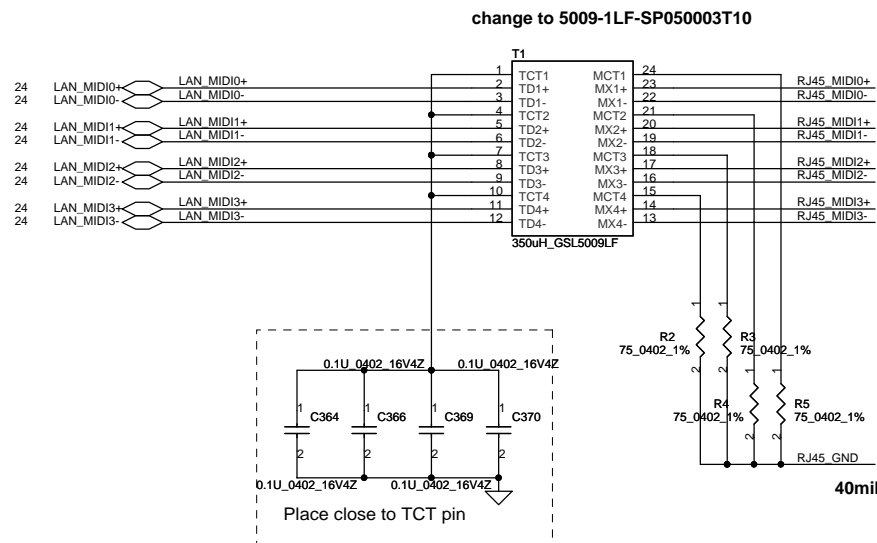 change to 5009-1LF-SP050003T10
T1
1 TCT1 MCT1 24
24 LAN_MIDI0+ LAN_MIDI0+ 2 TD1+ MX1+ 23 RJ45_MIDI0+
24 LAN_MIDI0- LAN_MIDI0- 3 TD1- MX1- 22 RJ45_MIDI0-
4 TCT2 MCT2 21
24 LAN_MIDI1+ LAN_MIDI1+ 5 TD2+ MX2+ 20 RJ45_MIDI1+
24 LAN_MIDI1- LAN_MIDI1- 6 TD2- MX2- 19 RJ45_MIDI1-
7 TCT3 MCT3 18
24 LAN_MIDI2+ LAN_MIDI2+ 8 TD3+ MX3+ 17 RJ45_MIDI2+
24 LAN_MIDI2- LAN_MIDI2- 9 TD3- MX3- 16 RJ45_MIDI2-
10 TCT4 MCT4 15
24 LAN_MIDI3+ LAN_MIDI3+ 11 TD4+ MX4+ 14 RJ45_MIDI3+
24 LAN_MIDI3- LAN_MIDI3- 12 TD4- MX4- 13 RJ45_MIDI3-
350uH_GSL5009LF
1 1
R2 R3
75_0402_1% 75_0402_1%
2 2
0.1U_0402_16V4Z 0.1U_0402_16V4Z
1 1
R4 R5
75_0402_1% 75_0402_1%
2 2
1 1 1 1
C364 C366 C369 C370
2 2 2 2
RJ45_GND
0.1U_0402_16V4Z 0.1U_0402_16V4Z
40mil
Place close to TCT pin